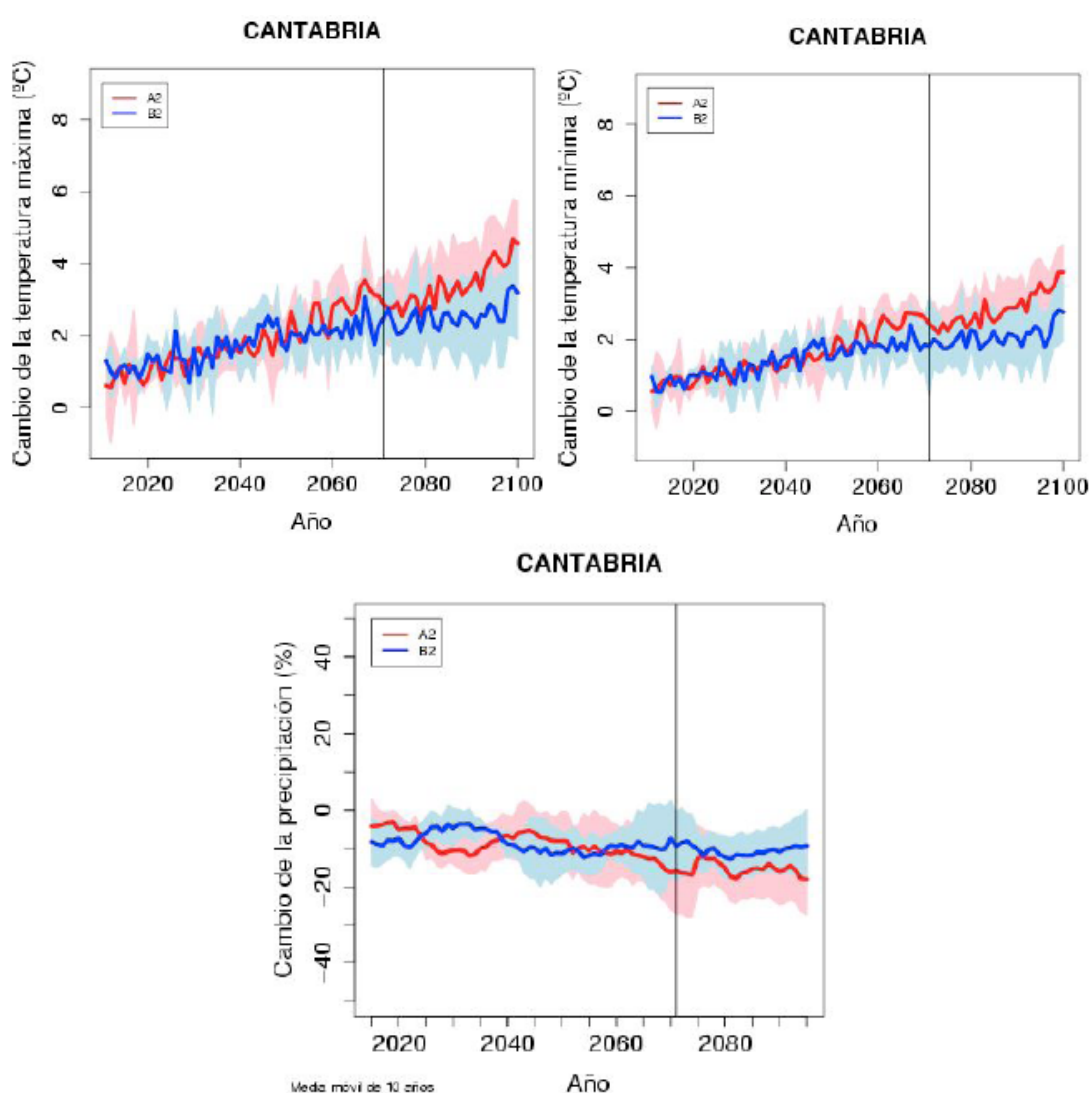 CANTABRIA
Cambio de la temperatura máxima (ºC)
A2
B2
8
6
4
2
0
2020 2040 2060 2080 2100
Año
CANTABRIA
Cambio de la temperatura mínima (ºC)
A2
B2
8
6
4
2
0
2020 2040 2060 2080 2100
Año
CANTABRIA
Cambio de la precipitación (%)
A2
B2
40
20
0
−20
−40
2020 2040 2060 2080
Año
Media móvil de 10 años